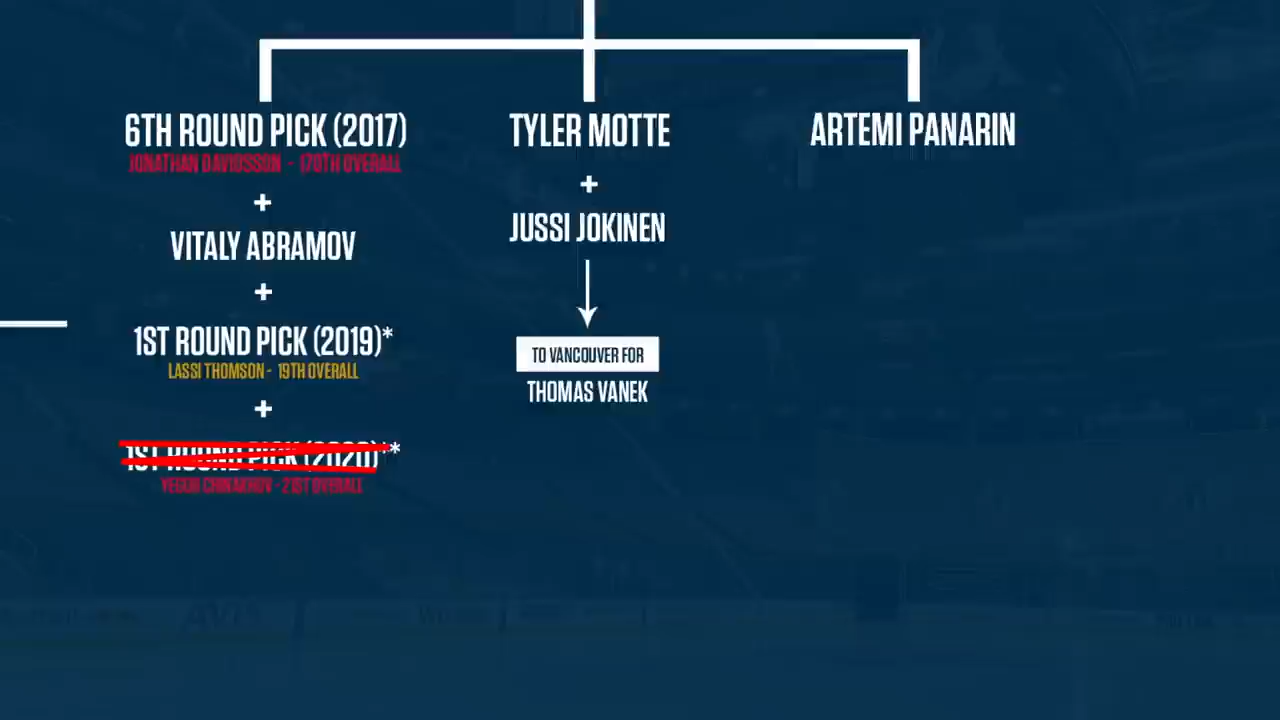 6TH ROUND PICK (2017)
JONATHAN DAVIDSSON - 170TH OVERALL
+
VITALY ABRAMOV
+
1ST ROUND PICK (2019)*
LASSI THOMSON - 19TH OVERALL
+
1ST ROUND PICK (2020)**
YEGOR CHINAKHOV - 21ST OVERALL
TYLER MOTTE
+
JUSSI JOKINEN
TO VANCOUVER FOR
THOMAS VANEK
ARTEMI PANARIN
AVIS